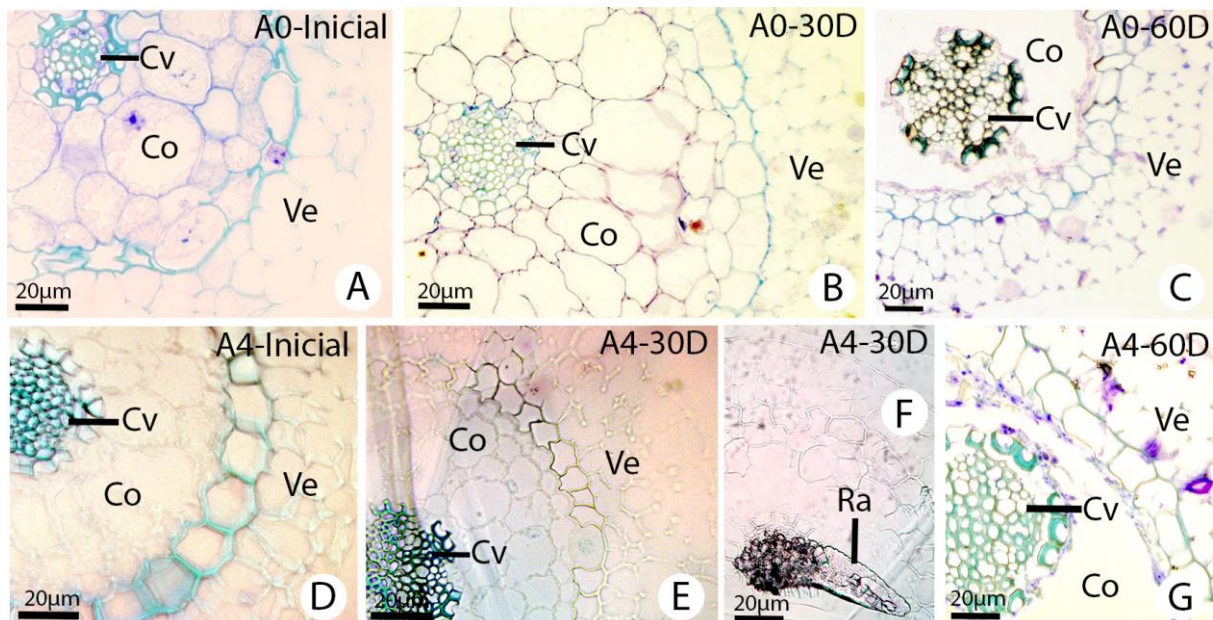 A0-Inicial
Cv
Co
Ve
20µm
A
A0-30D
Cv
Ve
Co
20µm
B
A0-60D
Co
Cv
Ve
20µm
C
A4-Inicial
Cv
Co
Ve
20µm
D
A4-30D
Co
Ve
Cv
20µm
E
A4-30D
F
Ra
20µm
A4-60D
Ve
Cv
Co
20µm
G